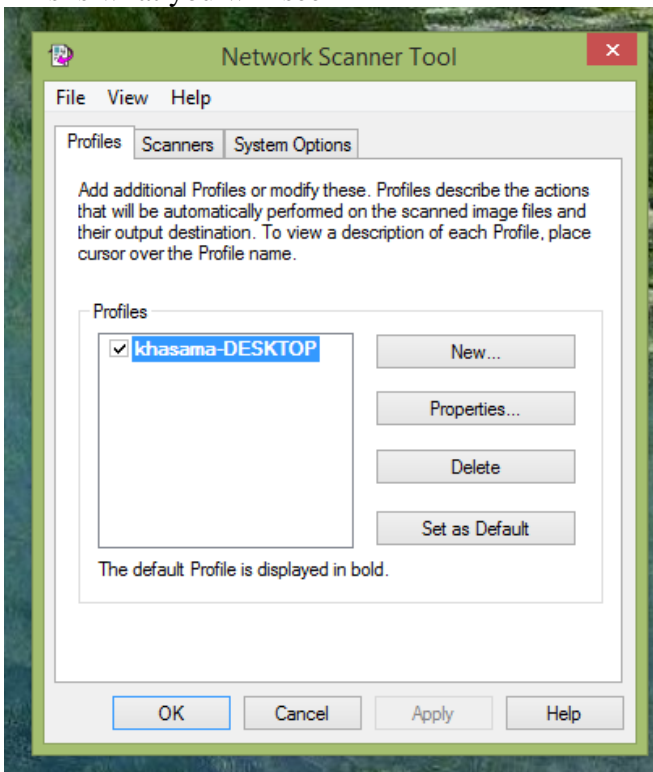 Network Scanner Tool
File View Help
Profiles Scanners System Options
Add additional Profiles or modify these. Profiles describe the actions
that will be automatically performed on the scanned image files and
their output destination. To view a description of each Profile, place
cursor over the Profile name.
Profiles
khasama-DESKTOP
New...
Properties...
Delete
Set as Default
The default Profile is displayed in bold.
OK Cancel Apply Help